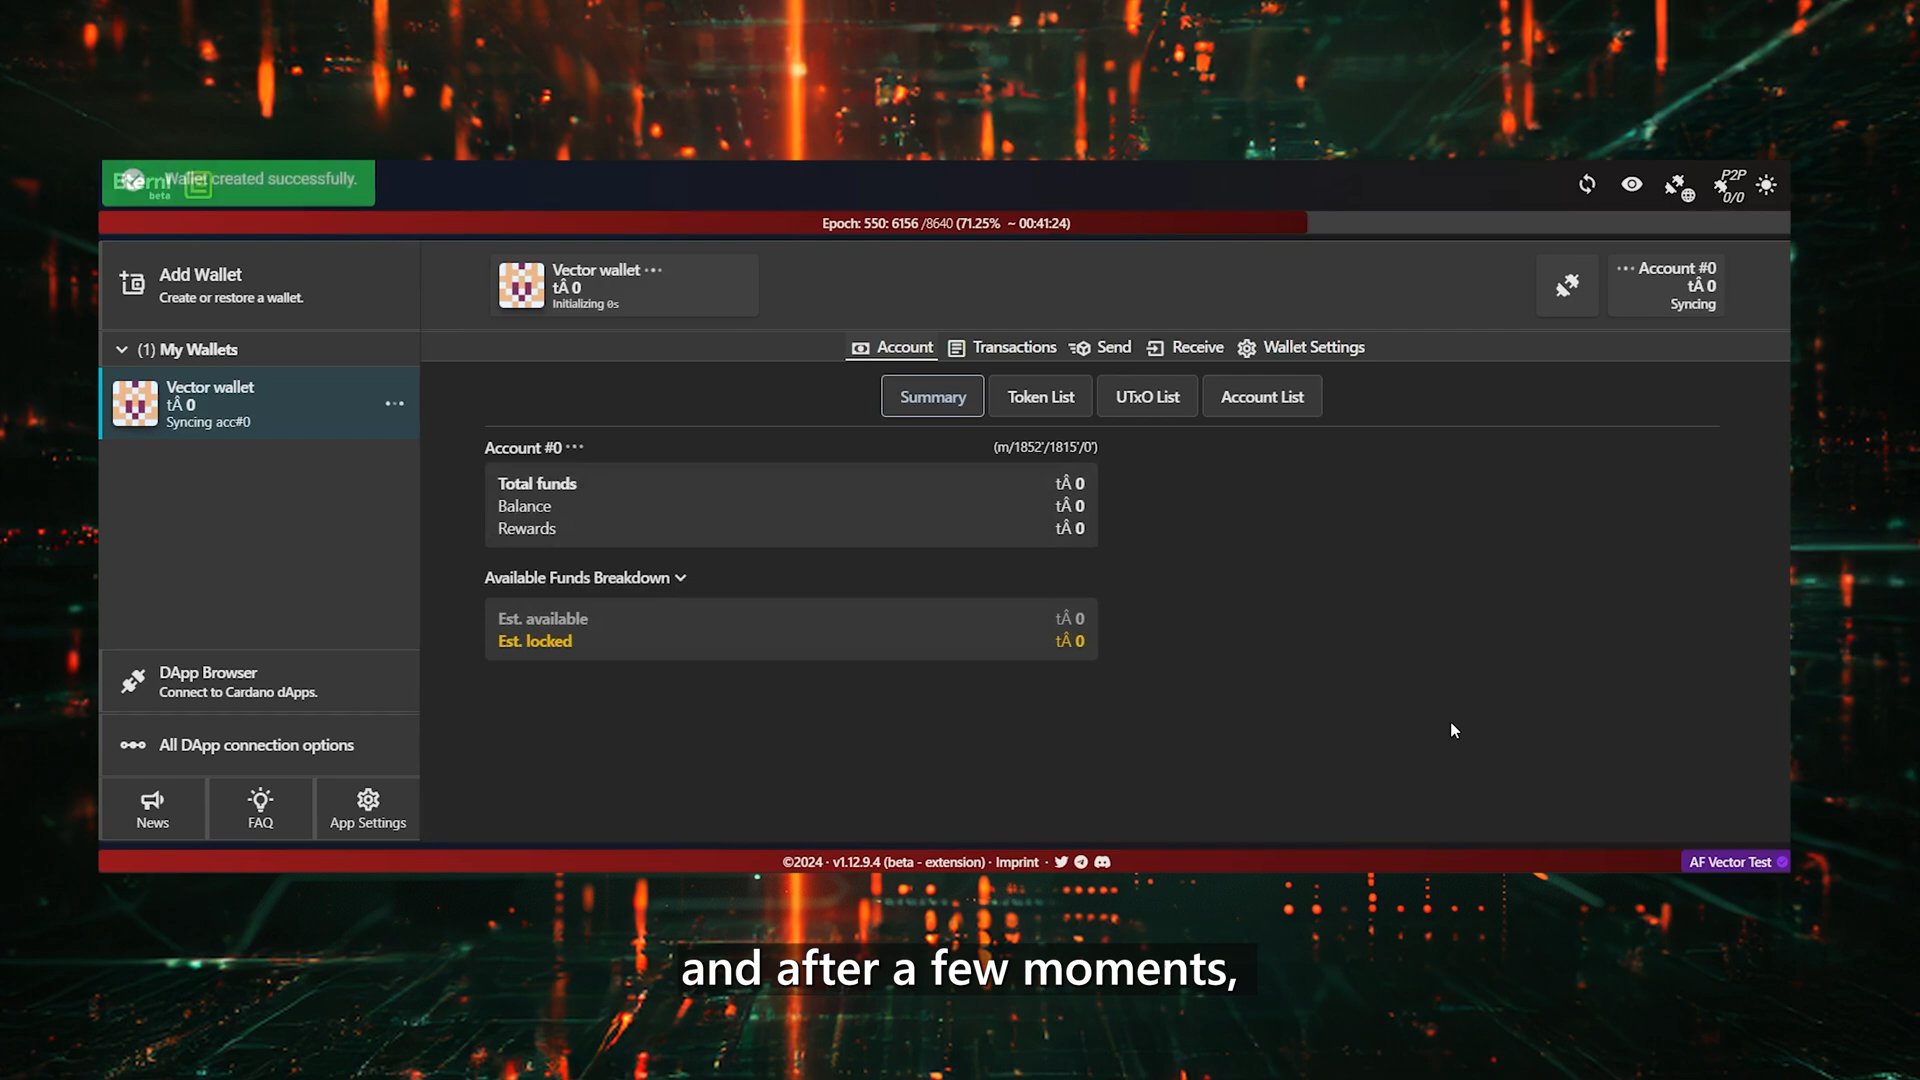 Wallet created successfully.
beta
P2P
0/0
Epoch: 550: 6156 /8640 (71.25% ~ 00:41:24)
Add Wallet
Create or restore a wallet.
Vector wallet ···
tÂ 0
Initializing 0s
··· Account #0
tÂ 0
Syncing
(1) My Wallets
Account Transactions Send Receive Wallet Settings
Vector wallet
tÂ 0
Syncing acc#0
···
Summary Token List UTxO List Account List
Account #0 ··· (m/1852'/1815'/0')
Total funds tÂ 0
Balance tÂ 0
Rewards tÂ 0
Available Funds Breakdown
Est. available tÂ 0
Est. locked tÂ 0
DApp Browser
Connect to Cardano dApps.
All DApp connection options
News FAQ App Settings
©2024 · v1.12.9.4 (beta - extension) · Imprint ·
AF Vector Test
and after a few moments,